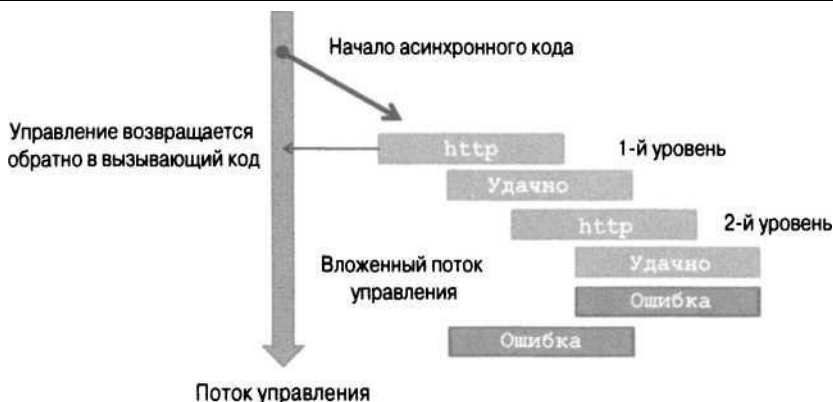 Начало асинхронного кода
Управление возвращается
обратно в вызывающий код
http
1-й уровень
Удачно
http
2-й уровень
Вложенный поток
управления
Удачно
Ошибка
Ошибка
Поток управления